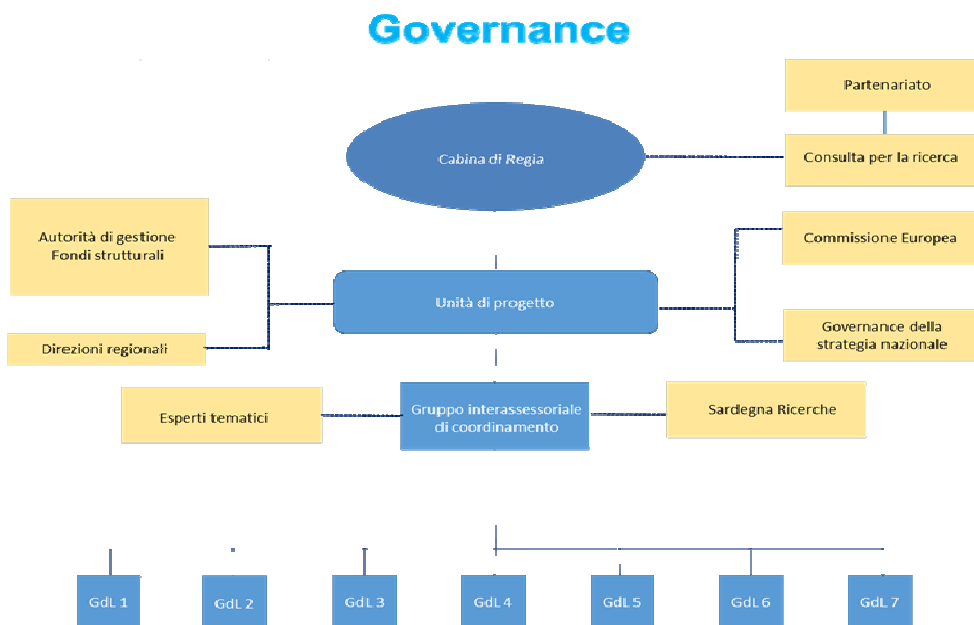 Governance
Partenariato
Cabina di Regia
Consulta per la ricerca
Autorità di gestione
Fondi strutturali
Commissione Europea
Unità di progetto
Direzioni regionali
Governance della
strategia nazionale
Esperti tematici
Gruppo interassessoriale
di coordinamento
Sardegna Ricerche
GdL 1
GdL 2
GdL 3
GdL 4
GdL 5
GdL 6
GdL 7